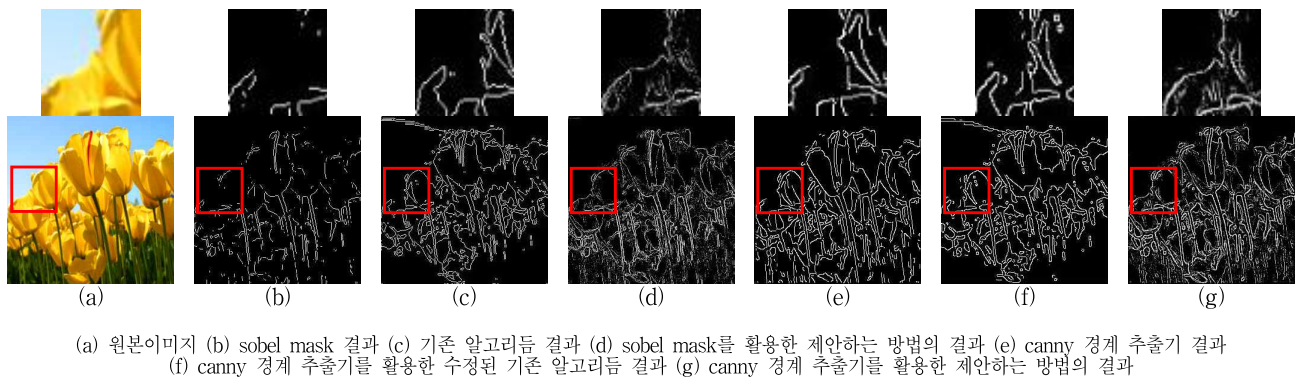 (a) (b) (c) (d) (e) (f) (g)
(a) 원본이미지 (b) sobel mask 결과 (c) 기존 알고리듬 결과 (d) sobel mask를 활용한 제안하는 방법의 결과 (e) canny 경계 추출기 결과
(f) canny 경계 추출기를 활용한 수정된 기존 알고리듬 결과 (g) canny 경계 추출기를 활용한 제안하는 방법의 결과